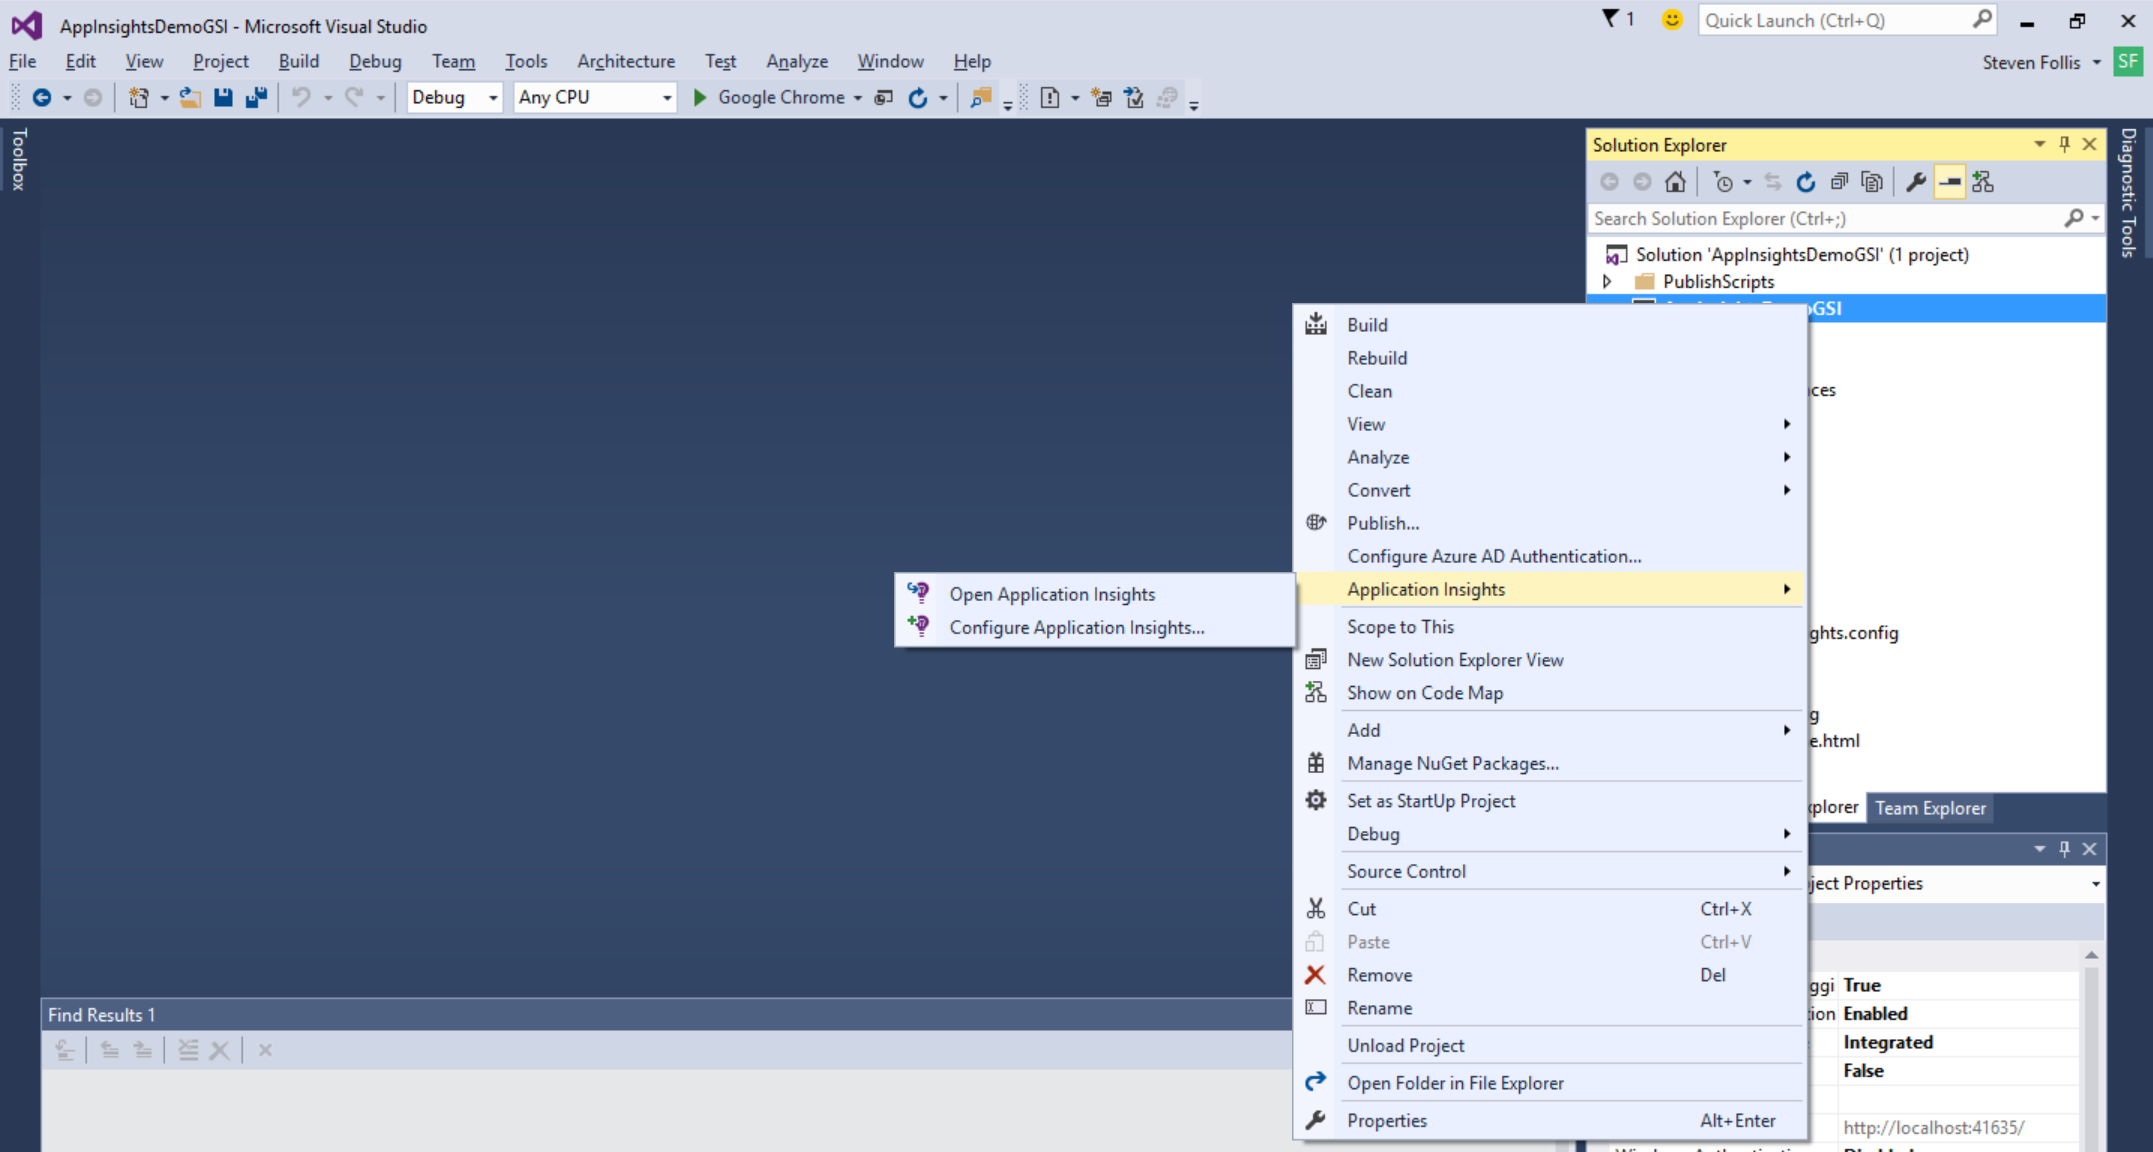 AppInsightsDemoGSI - Microsoft Visual Studio
1
Quick Launch (Ctrl+Q)
File Edit View Project Build Debug Team Tools Architecture Test Analyze Window Help
Steven Follis
SF
Debug
Any CPU
Google Chrome
Toolbox
Solution Explorer
Search Solution Explorer (Ctrl+;)
Solution 'AppInsightsDemoGSI' (1 project)
PublishScripts
GSI
Diagnostic Tools
Build
Rebuild
Clean
View
Analyze
Convert
Publish...
Configure Azure AD Authentication...
Application Insights
Open Application Insights
Configure Application Insights...
Scope to This
New Solution Explorer View
Show on Code Map
Add
Manage NuGet Packages...
Set as StartUp Project
Debug
Source Control
Cut Ctrl+X
Paste Ctrl+V
Remove Del
Rename
Unload Project
Open Folder in File Explorer
Properties Alt+Enter
nces
ghts.config
g
e.html
xplorer
Team Explorer
ject Properties
ggi True
ion Enabled
Integrated
False
http://localhost:41635/
Find Results 1